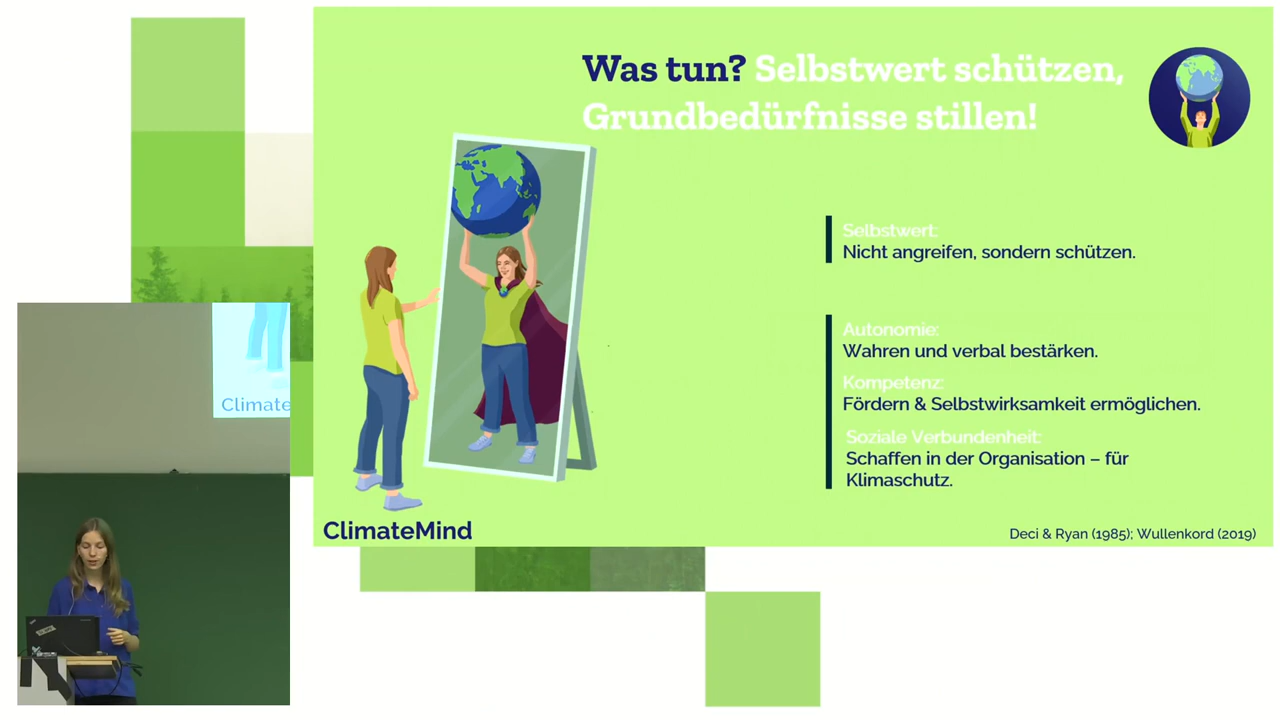 Was tun? Selbstwert schützen,
Grundbedürfnisse stillen!
Selbstwert:
Nicht angreifen, sondern schützen.
Autonomie:
Wahren und verbal bestärken.
Kompetenz:
Fördern & Selbstwirksamkeit ermöglichen.
Soziale Verbundenheit:
Schaffen in der Organisation – für
Klimaschutz.
ClimateMind
Deci & Ryan (1985); Wullenkord (2019)
Climate